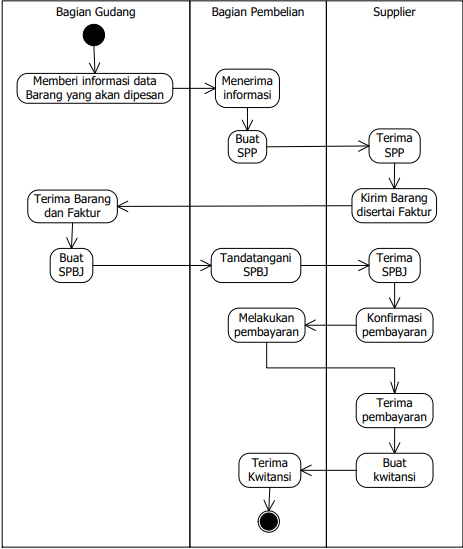 Bagian Gudang
Bagian Pembelian
Supplier
Memberi informasi data
Barang yang akan dipesan
Menerima
informasi
Buat
SPP
Terima
SPP
Kirim Barang
disertai Faktur
Terima Barang
dan Faktur
Buat
SPBJ
Tandatangani
SPBJ
Terima
SPBJ
Konfirmasi
pembayaran
Melakukan
pembayaran
Terima
pembayaran
Buat
kwitansi
Terima
Kwitansi